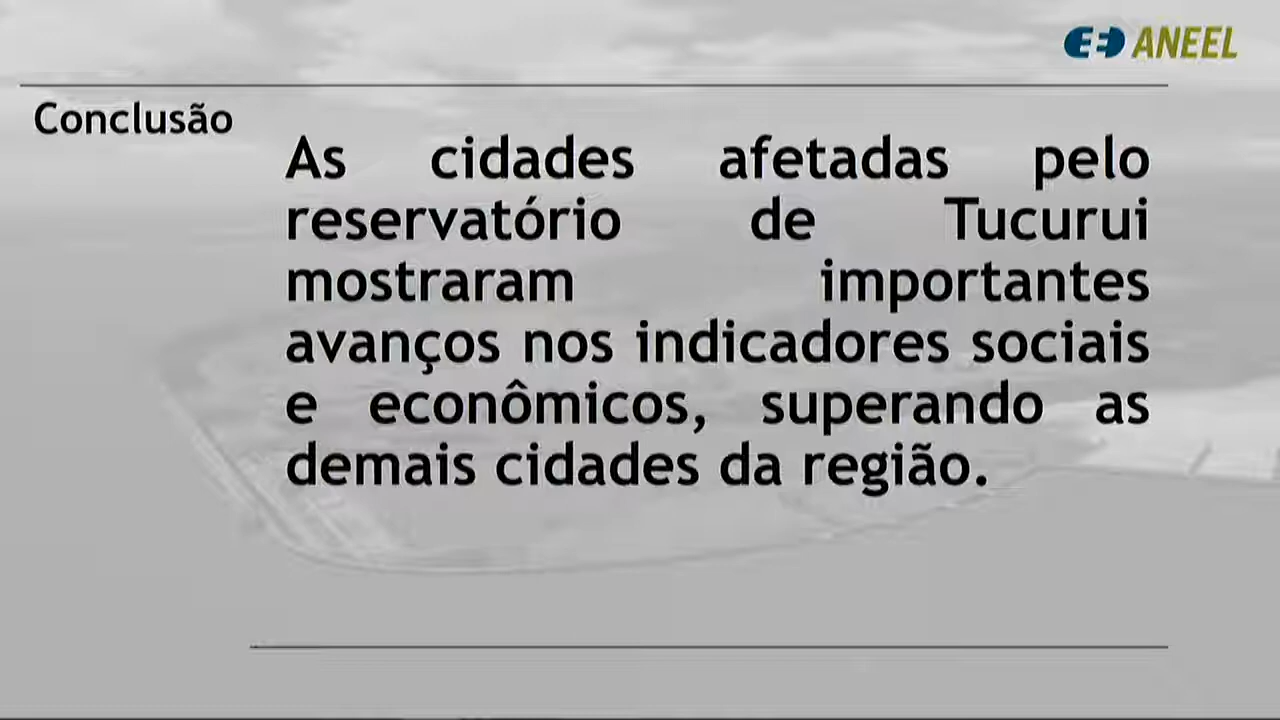 ANEEL
Conclusão
As cidades afetadas pelo
reservatório de Tucurui
mostraram importantes
avanços nos indicadores sociais
e econômicos, superando as
demais cidades da região.